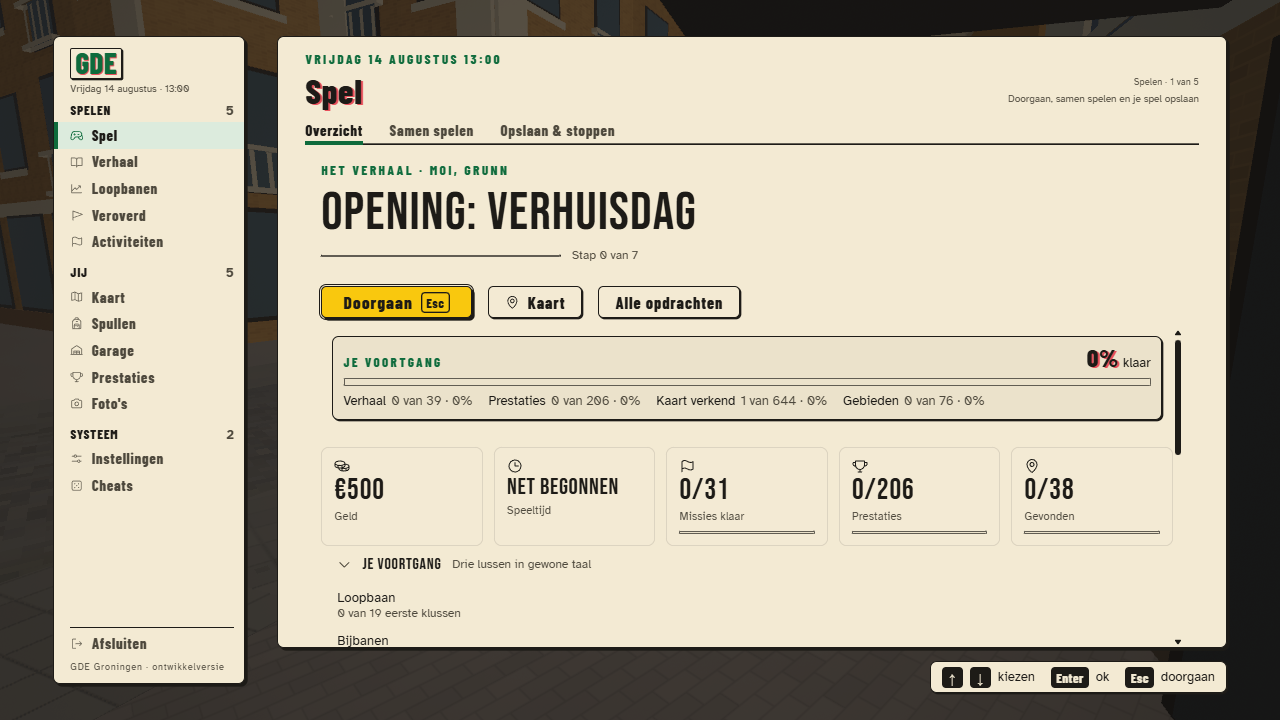 GDE
Vrijdag 14 augustus · 13:00
SPELEN 5
Spel
Verhaal
Loopbanen
Veroverd
Activiteiten
JIJ 5
Kaart
Spullen
Garage
Prestaties
Foto's
SYSTEEM 2
Instellingen
Cheats
Afsluiten
GDE Groningen · ontwikkelversie
VRIJDAG 14 AUGUSTUS 13:00
Spel
Spelen · 1 van 5
Doorgaan, samen spelen en je spel opslaan
Overzicht Samen spelen Opslaan & stoppen
HET VERHAAL · MOI, GRUNN
OPENING: VERHUISDAG
Stap 0 van 7
Doorgaan Esc Kaart Alle opdrachten
JE VOORTGANG 0% klaar
Verhaal 0 van 39 · 0% Prestaties 0 van 206 · 0% Kaart verkend 1 van 644 · 0% Gebieden 0 van 76 · 0%
€500 NET BEGONNEN 0/31 0/206 0/38
Geld Speeltijd Missies klaar Prestaties Gevonden
JE VOORTGANG Drie lussen in gewone taal
Loopbaan
0 van 19 eerste klussen
Bijbanen
↑ ↓ kiezen Enter ok Esc doorgaan